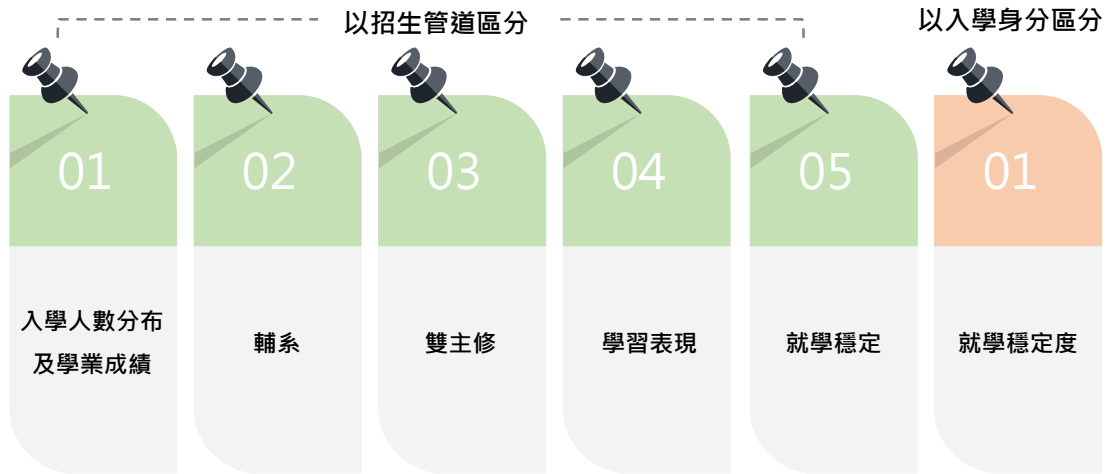 以招生管道區分
以入學身分區分
01
02
03
04
05
01
入學人數分布
及學業成績
輔系
雙主修
學習表現
就學穩定
就學穩定度